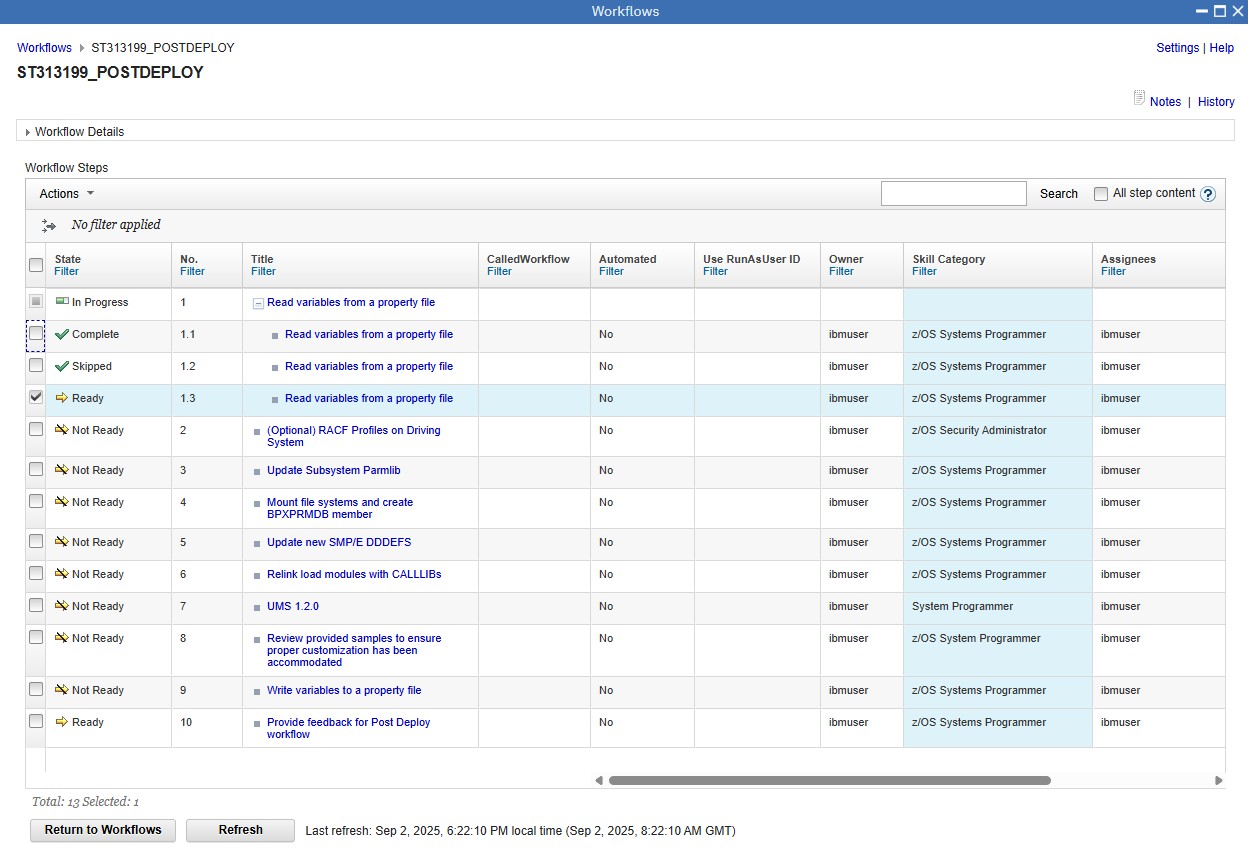 Workflows
Workflows ST313199_POSTDEPLOY Settings | Help
ST313199_POSTDEPLOY
Notes | History
Workflow Details
Workflow Steps
Actions Search All step content ?
No filter applied
State No. Title CalledWorkflow Automated Use RunAsUser ID Owner Skill Category Assignees
Filter Filter Filter Filter Filter Filter Filter Filter Filter
In Progress 1 Read variables from a property file
Complete 1.1 Read variables from a property file No ibmuser z/OS Systems Programmer ibmuser
Skipped 1.2 Read variables from a property file No ibmuser z/OS Systems Programmer ibmuser
Ready 1.3 Read variables from a property file No ibmuser z/OS Systems Programmer ibmuser
Not Ready 2 (Optional) RACF Profiles on Driving No ibmuser z/OS Security Administrator ibmuser
System
Not Ready 3 Update Subsystem Parmlib No ibmuser z/OS Systems Programmer ibmuser
Not Ready 4 Mount file systems and create No ibmuser z/OS Systems Programmer ibmuser
BPXPRMDB member
Not Ready 5 Update new SMP/E DDDEFS No ibmuser z/OS Systems Programmer ibmuser
Not Ready 6 Relink load modules with CALLLIBs No ibmuser z/OS Systems Programmer ibmuser
Not Ready 7 UMS 1.2.0 No ibmuser System Programmer ibmuser
Not Ready 8 Review provided samples to ensure No ibmuser z/OS System Programmer ibmuser
proper customization has been
accommodated
Not Ready 9 Write variables to a property file No ibmuser z/OS Systems Programmer ibmuser
Ready 10 Provide feedback for Post Deploy No ibmuser z/OS Systems Programmer ibmuser
workflow
Total: 13 Selected: 1
Return to Workflows Refresh Last refresh: Sep 2, 2025, 6:22:10 PM local time (Sep 2, 2025, 8:22:10 AM GMT)